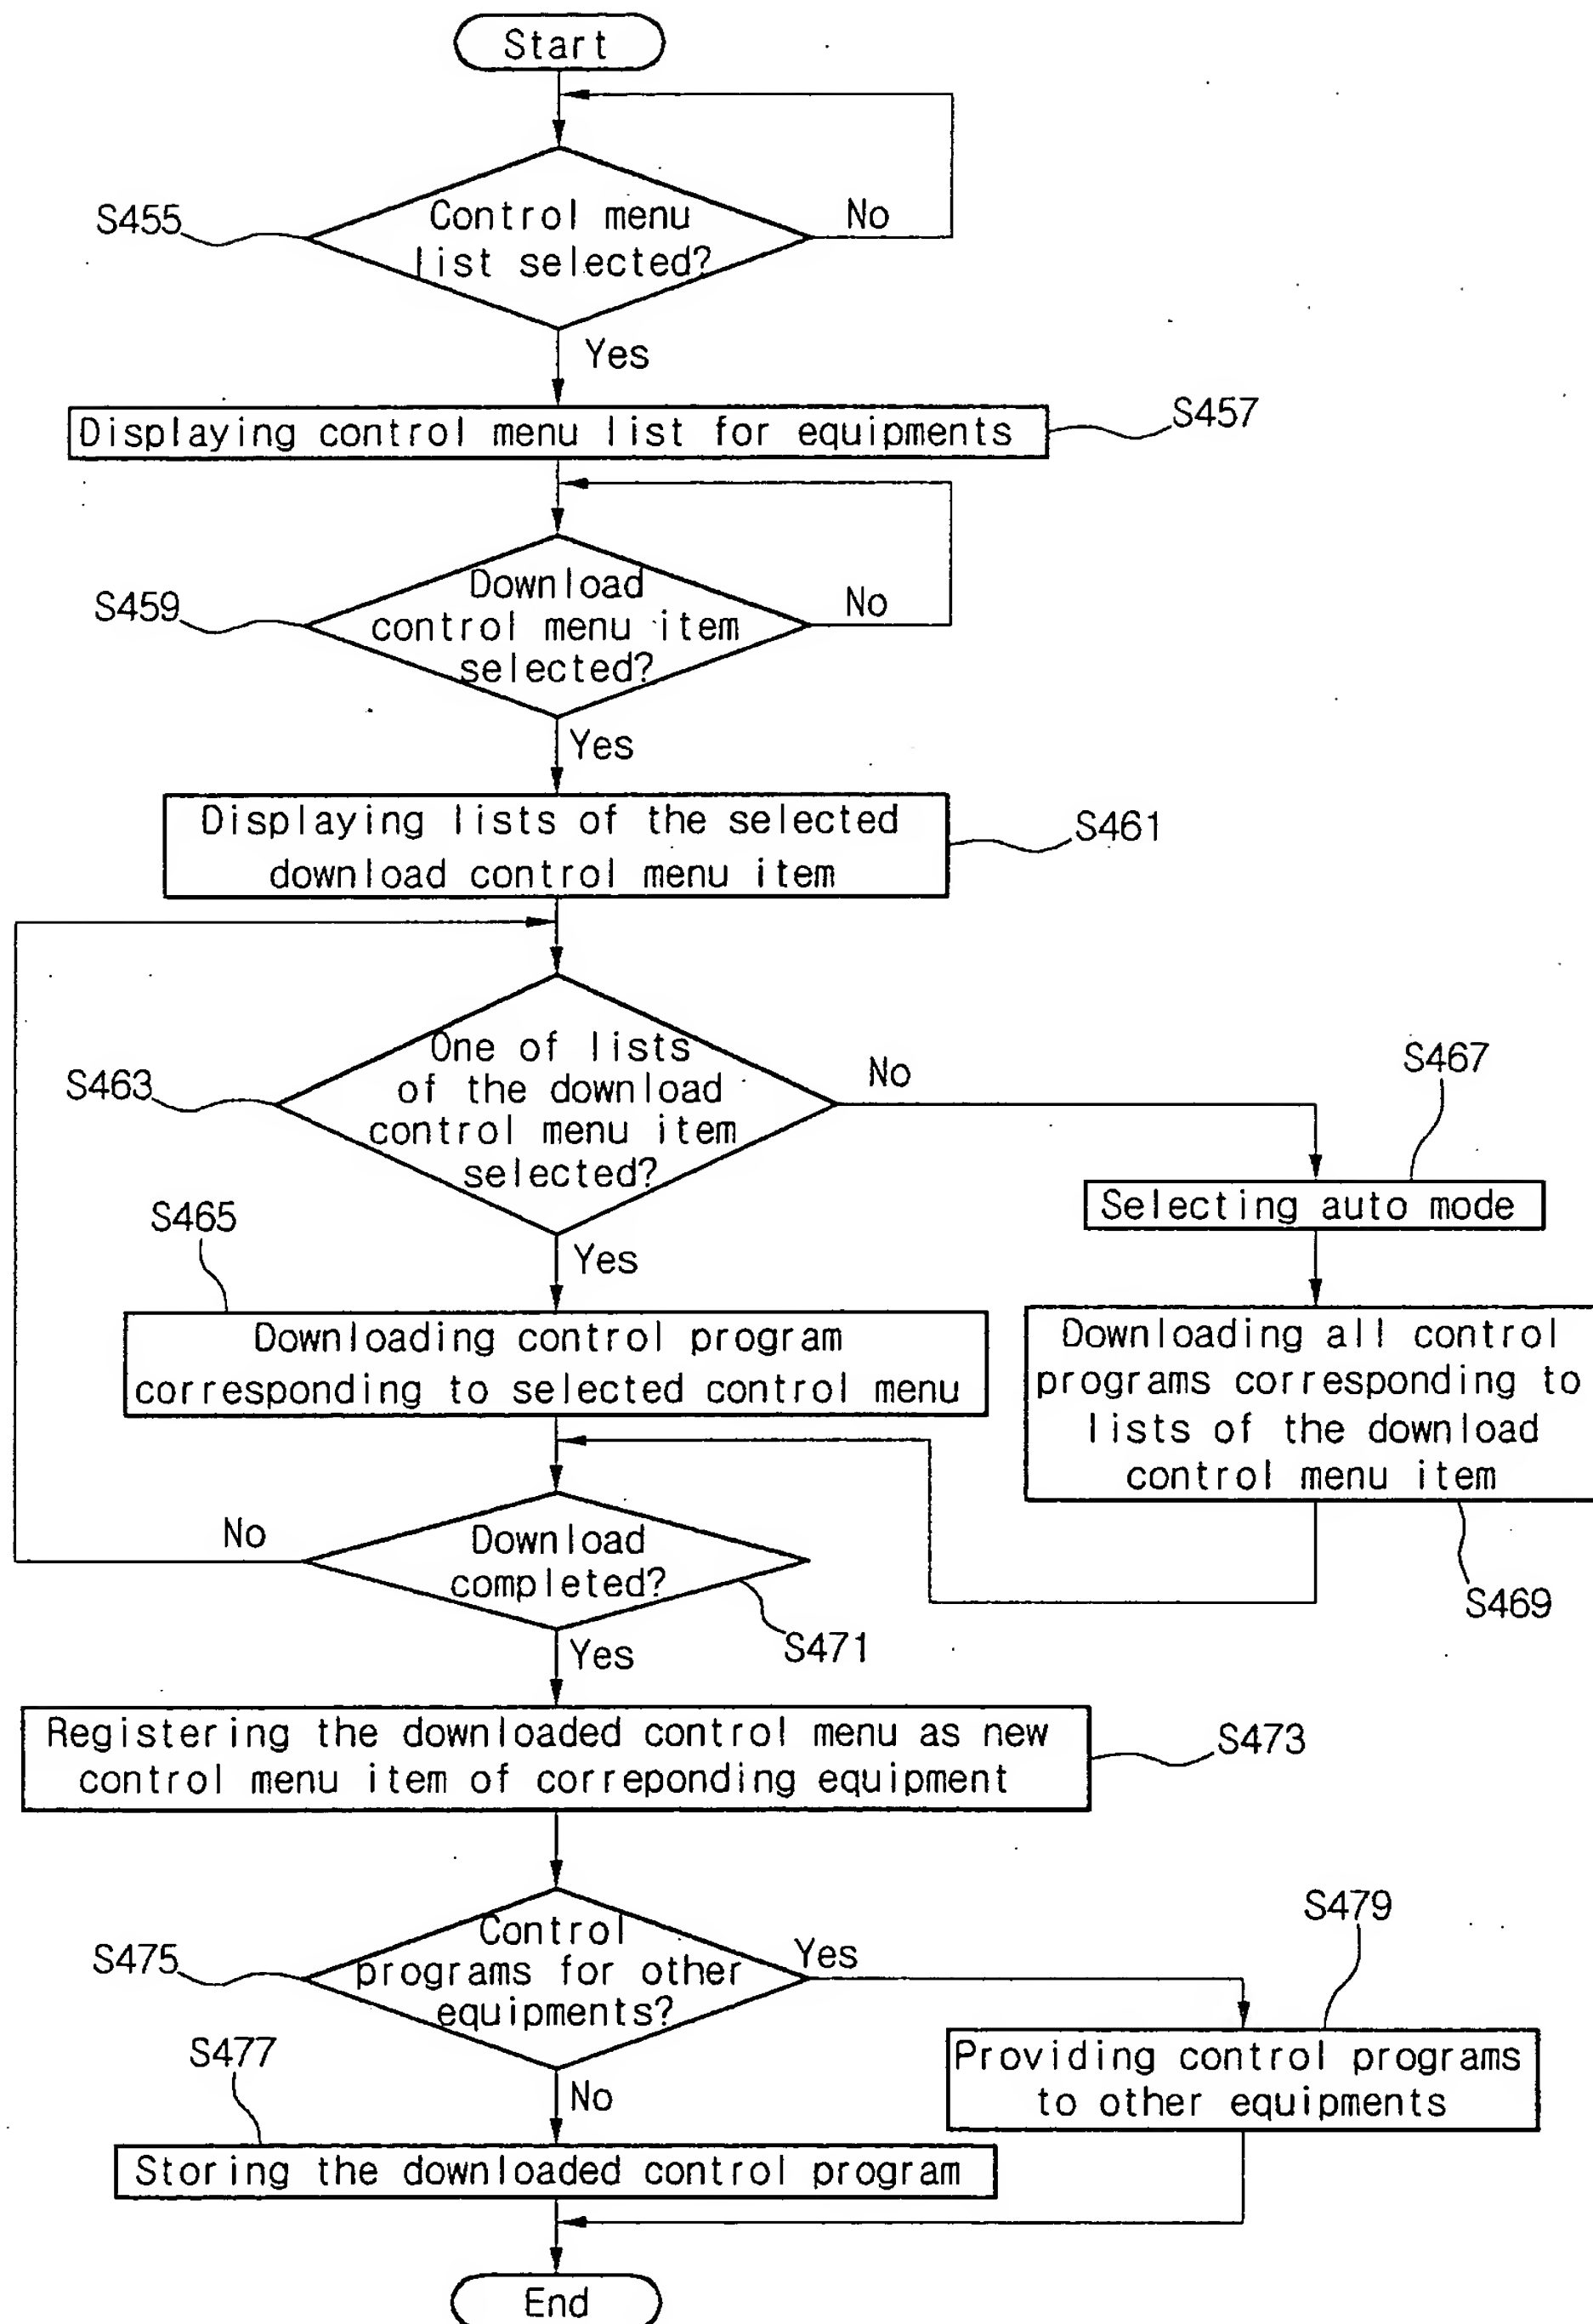 Start
S455
Control menu
list selected?
No
Yes
Displaying control menu list for equipments
S457
S459
Download
control menu item
selected?
No
Yes
Displaying lists of the selected
download control menu item
S461
S463
One of lists
of the download
control menu item
selected?
No
S467
Selecting auto mode
S465
Yes
Downloading control program
corresponding to selected control menu
Downloading all control
programs corresponding to
lists of the download
control menu item
S469
No
Download
completed?
S471
Yes
Registering the downloaded control menu as new
control menu item of correponding equipment
S473
S475
Control
programs for other
equipments?
Yes
S479
Providing control programs
to other equipments
S477
No
Storing the downloaded control program
End